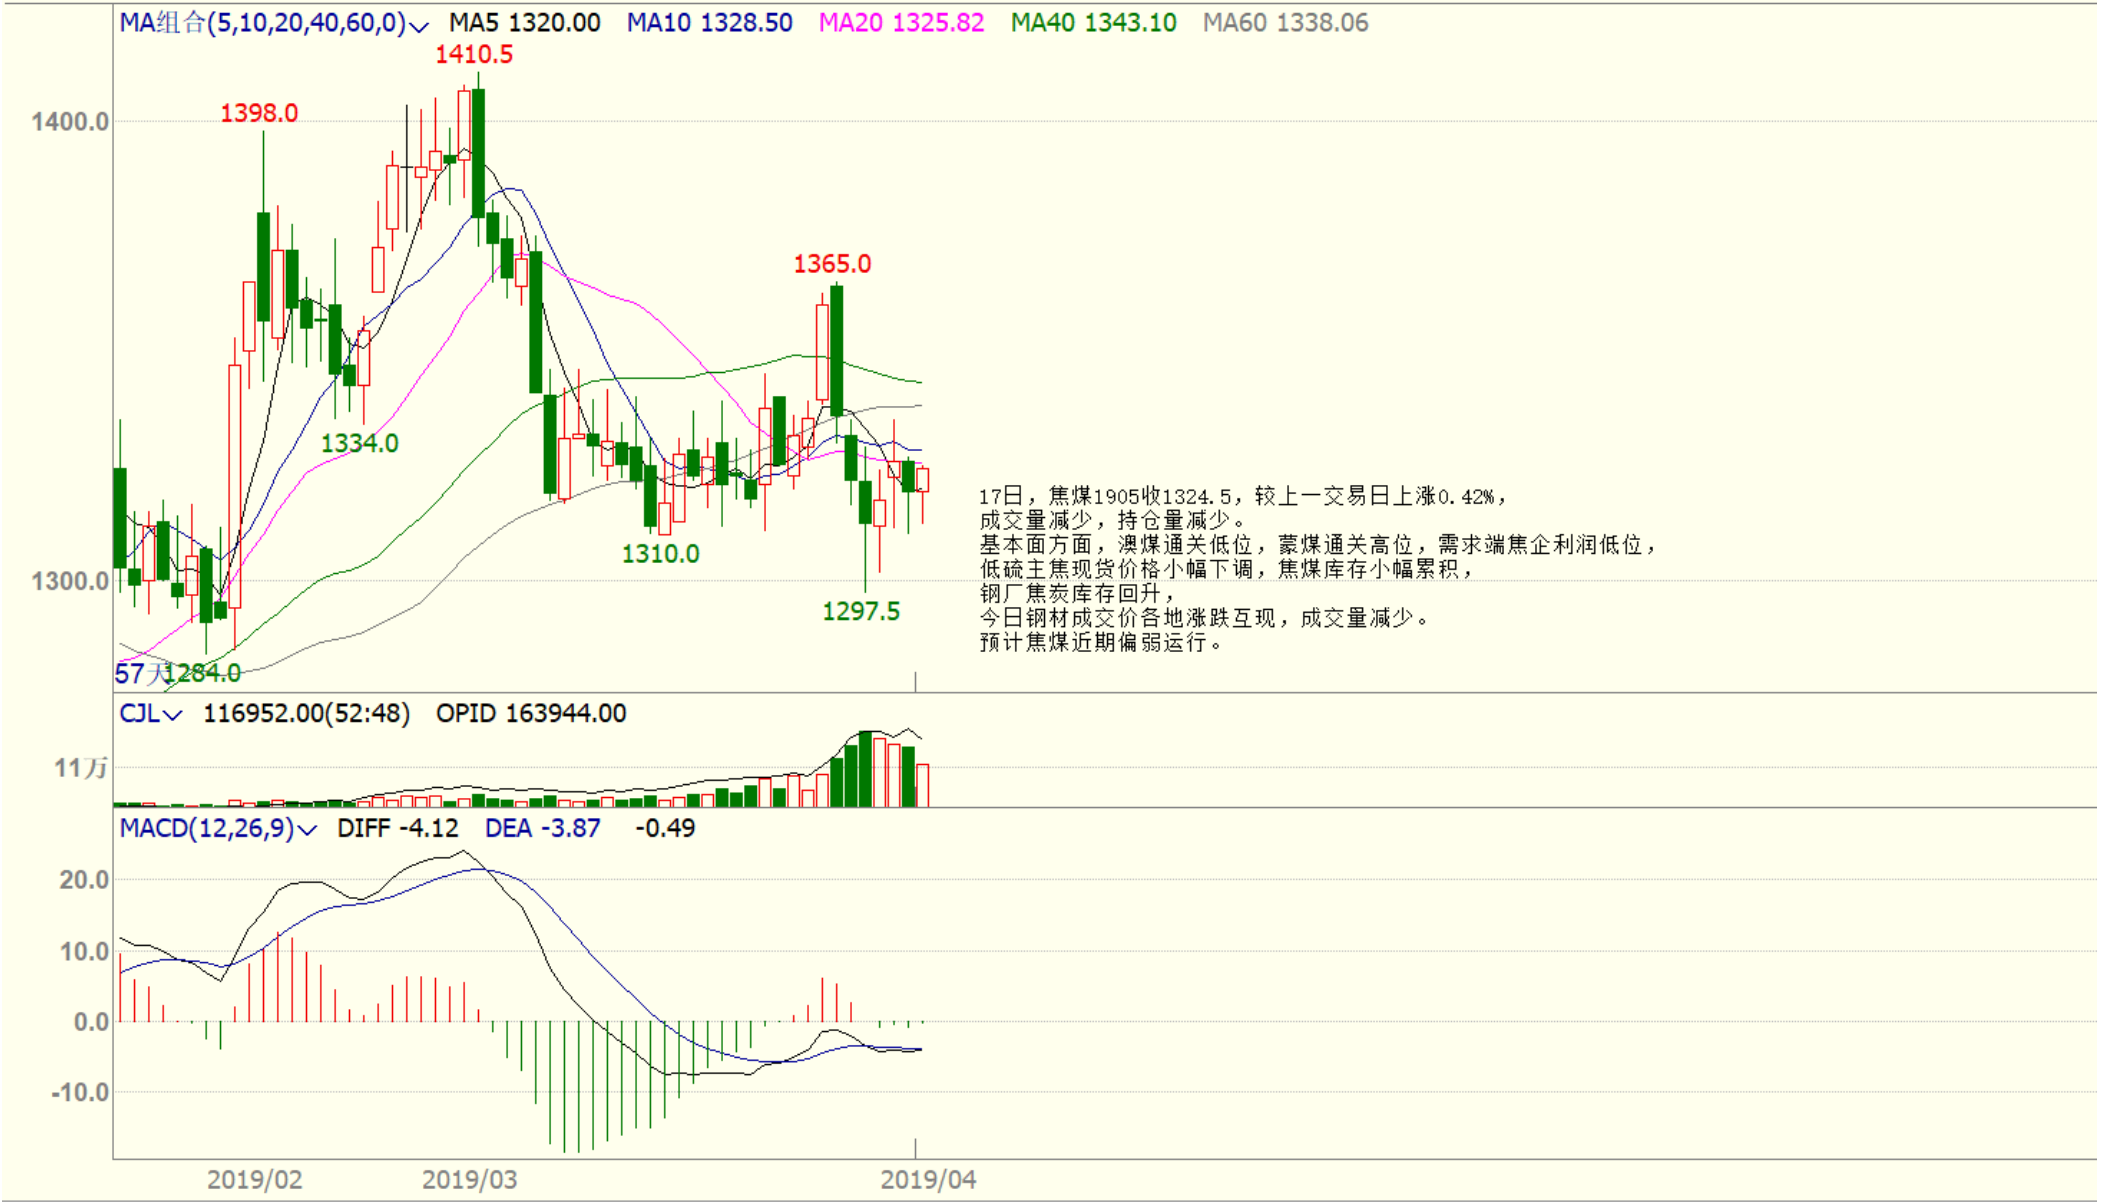 MA组合(5,10,20,40,60,0) MA5 1320.00 MA10 1328.50 MA20 1325.82 MA40 1343.10 MA60 1338.06
1410.5
1398.0
1400.0
1365.0
1334.0
17日，焦煤1905收1324.5，较上一交易日上涨0.42%，
成交量减少，持仓量减少。
基本面方面，澳煤通关低位，蒙煤通关高位，需求端焦企利润低位，
低硫主焦现货价格小幅下调，焦煤库存小幅累积，
钢厂焦炭库存回升，
今日钢材成交价各地涨跌互现，成交量减少。
预计焦煤近期偏弱运行。
1310.0
1300.0
1297.5
57天
1284.0
CJL 116952.00(52:48) OPID 163944.00
11万
MACD(12,26,9) DIFF -4.12 DEA -3.87 -0.49
20.0
10.0
0.0
-10.0
2019/02 2019/03 2019/04